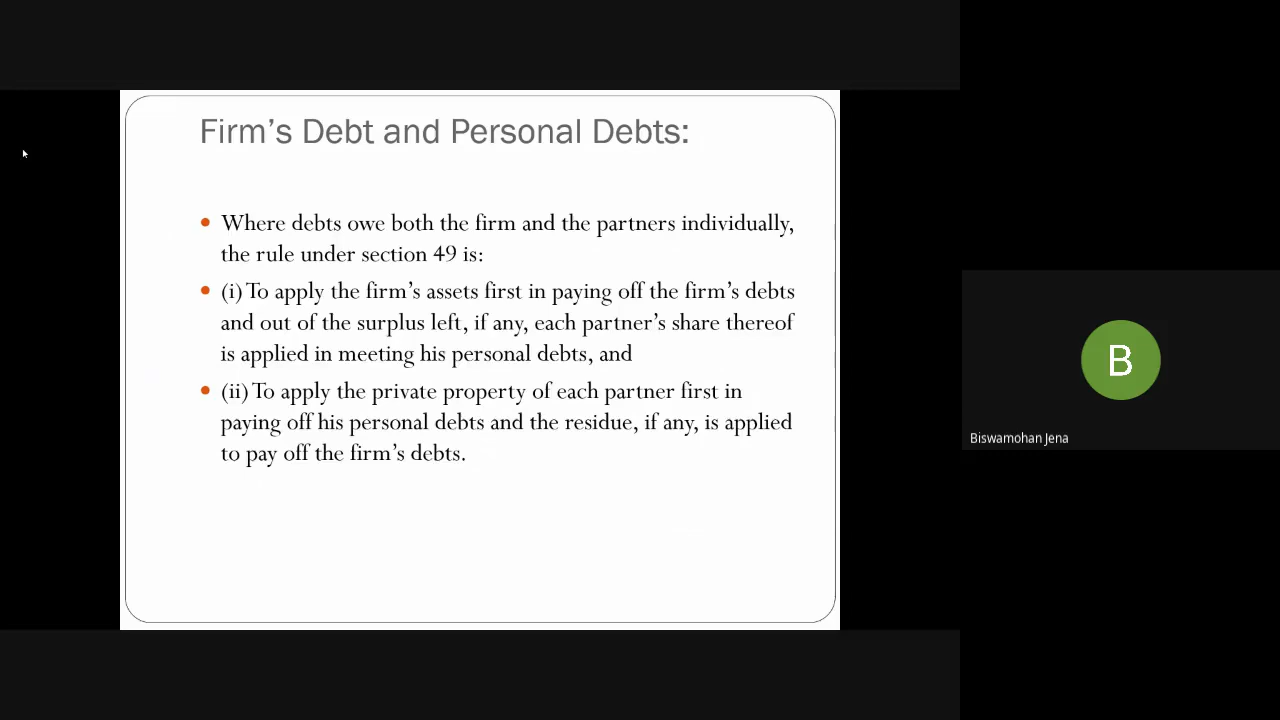 Firm’s Debt and Personal Debts:
• Where debts owe both the firm and the partners individually,
the rule under section 49 is:
• (i) To apply the firm’s assets first in paying off the firm’s debts
and out of the surplus left, if any, each partner’s share thereof
is applied in meeting his personal debts, and
• (ii) To apply the private property of each partner first in
paying off his personal debts and the residue, if any, is applied
to pay off the firm’s debts.
B
Biswamohan Jena